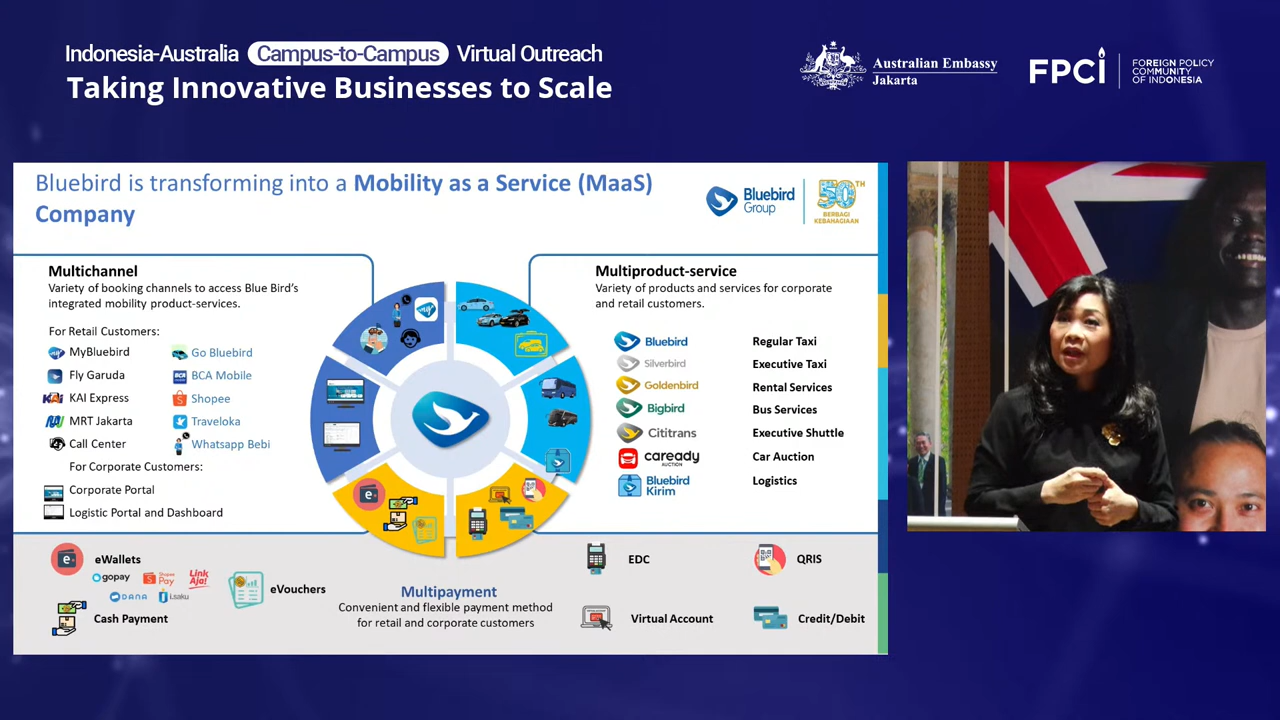 Indonesia-Australia Campus-to-Campus Virtual Outreach
Taking Innovative Businesses to Scale
Australian Embassy
Jakarta
FPCI
FOREIGN POLICY
COMMUNITY
OF INDONESIA
Bluebird is transforming into a Mobility as a Service (MaaS)
Company
Bluebird
Group
50TH
BERBAGI
KEBAHAGIAAN
Multichannel
Variety of booking channels to access Blue Bird's
integrated mobility product-services.
For Retail Customers:
MyBluebird
Go Bluebird
Fly Garuda
BCA Mobile
KAI Express
Shopee
MRT Jakarta
Traveloka
Call Center
Whatsapp Bebi
For Corporate Customers:
Corporate Portal
Logistic Portal and Dashboard
Multiproduct-service
Variety of products and services for corporate
and retail customers.
Bluebird Regular Taxi
Silverbird Executive Taxi
Goldenbird Rental Services
Bigbird Bus Services
Cititrans Executive Shuttle
caready Car Auction
AUCTION
Bluebird
Kirim
Logistics
eWallets
gopay
Shopee
Pay
Link
Aja!
DANA
i.saku
eVouchers
Cash Payment
Multipayment
Convenient and flexible payment method
for retail and corporate customers
EDC
QRIS
Virtual Account
Credit/Debit